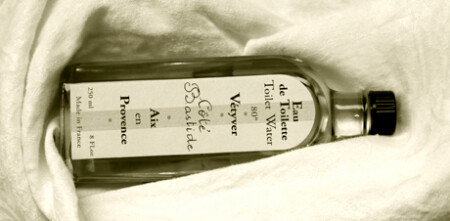 Eau
de Toilette
Toilet Water
80°
Vétyver
Côté
Bastide
Aix
en
Provence
250 ml 8 Fl.oz
Made in France